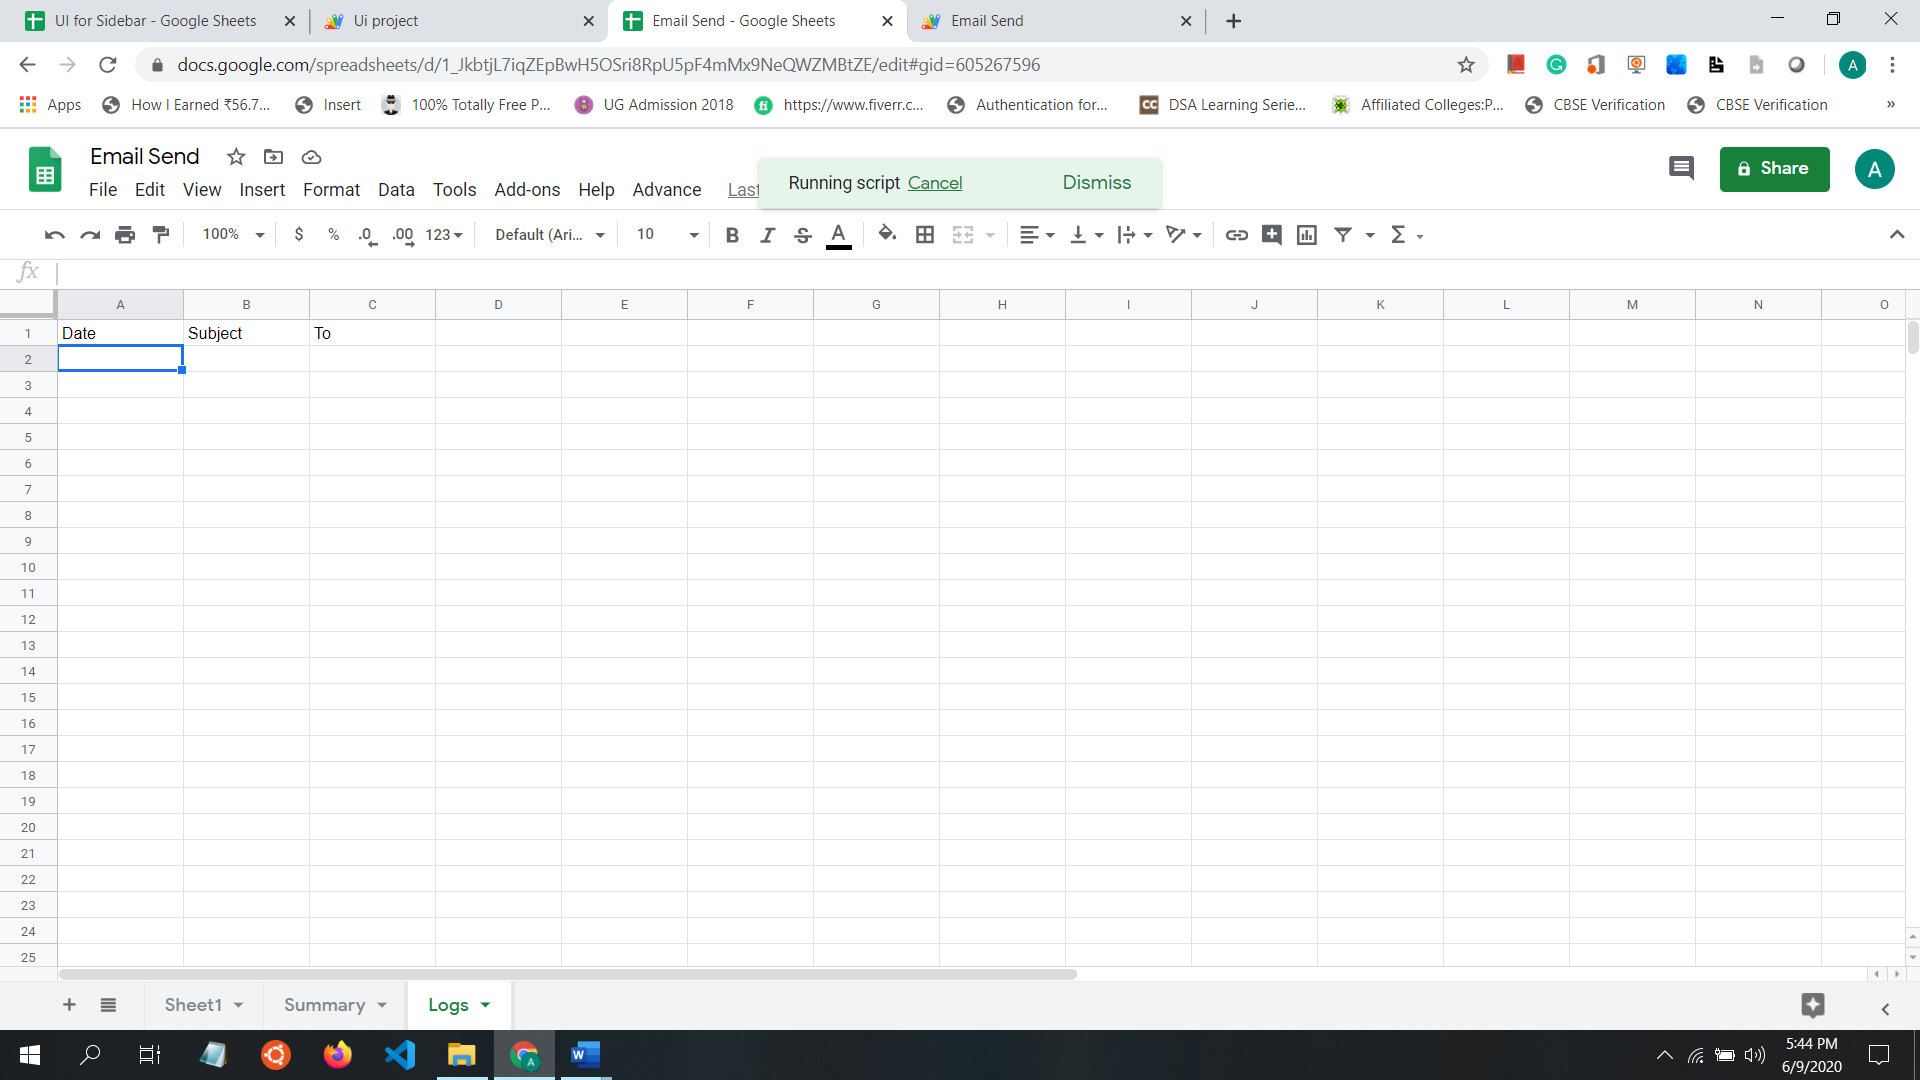 UI for Sidebar - Google Sheets
Ui project
Email Send - Google Sheets
Email Send
docs.google.com/spreadsheets/d/1_JkbtjL7iqZEpBwH5OSri8RpU5pF4mMx9NeQWZMBtZE/edit#gid=605267596
A
Apps
How I Earned ₹56.7...
Insert
100% Totally Free P...
UG Admission 2018
https://www.fiverr.c...
Authentication for...
CC
DSA Learning Serie...
Affiliated Colleges:P...
CBSE Verification
CBSE Verification
»
Email Send
File Edit View Insert Format Data Tools Add-ons Help Advance Last
Running script Cancel
Dismiss
Share
A
100%
$ % .0 .00 123
Default (Ari...
10
B I S A
Σ
fx
A B C D E F G H I J K L M N O
1 Date Subject To
2
3
4
5
6
7
8
9
10
11
12
13
14
15
16
17
18
19
20
21
22
23
24
25
+ Sheet1 Summary Logs
5:44 PM
6/9/2020